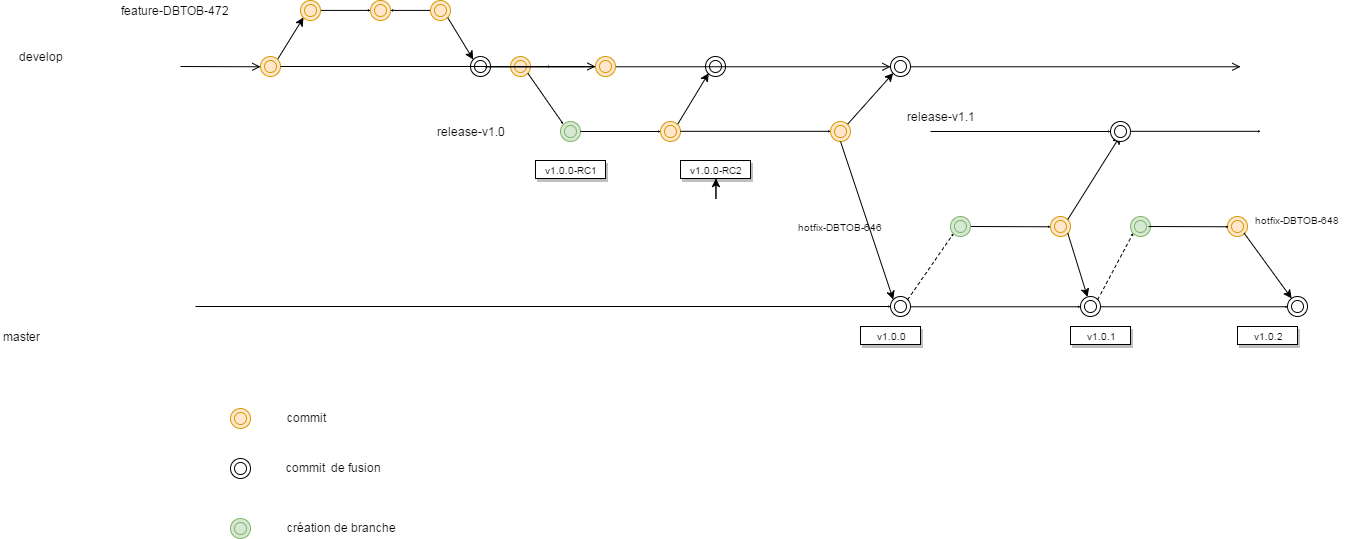 feature-DBTOB-472
develop
release-v1.1
release-v1.0
v1.0.0-RC1
v1.0.0-RC2
hotfix-DBTOB-648
hotfix-DBTOB-646
master
v1.0.0
v1.0.1
v1.0.2
commit
commit de fusion
création de branche